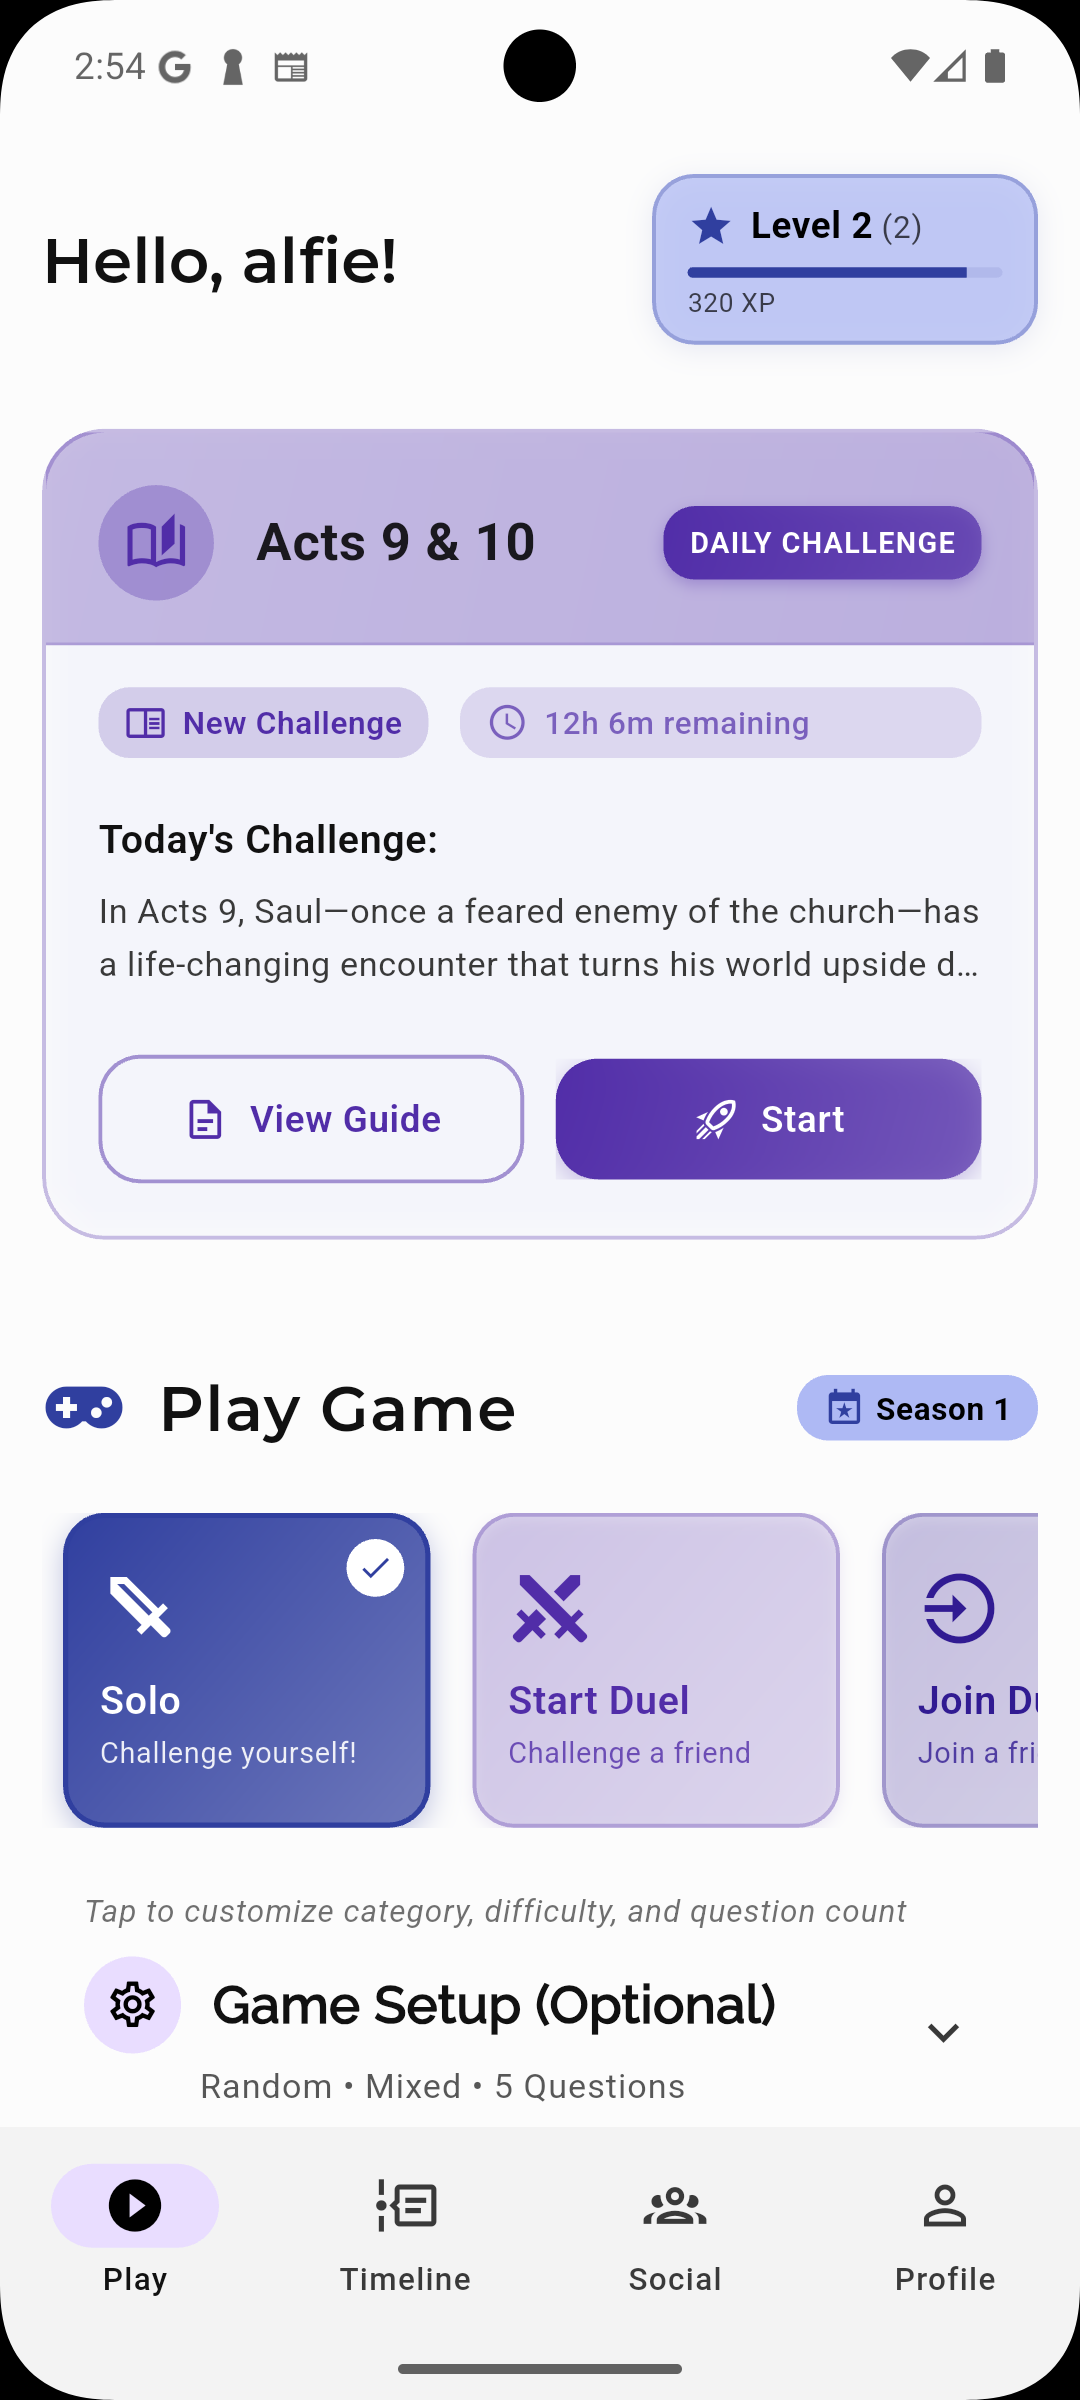 2:54
Hello, alfie!
Level 2 (2)
320 XP
Acts 9 & 10
DAILY CHALLENGE
New Challenge
12h 6m remaining
Today's Challenge:
In Acts 9, Saul—once a feared enemy of the church—has
a life-changing encounter that turns his world upside d…
View Guide
Start
Play Game
Season 1
Solo
Challenge yourself!
Start Duel
Challenge a friend
Join Du
Join a fri
Tap to customize category, difficulty, and question count
Game Setup (Optional)
Random • Mixed • 5 Questions
Play
Timeline
Social
Profile